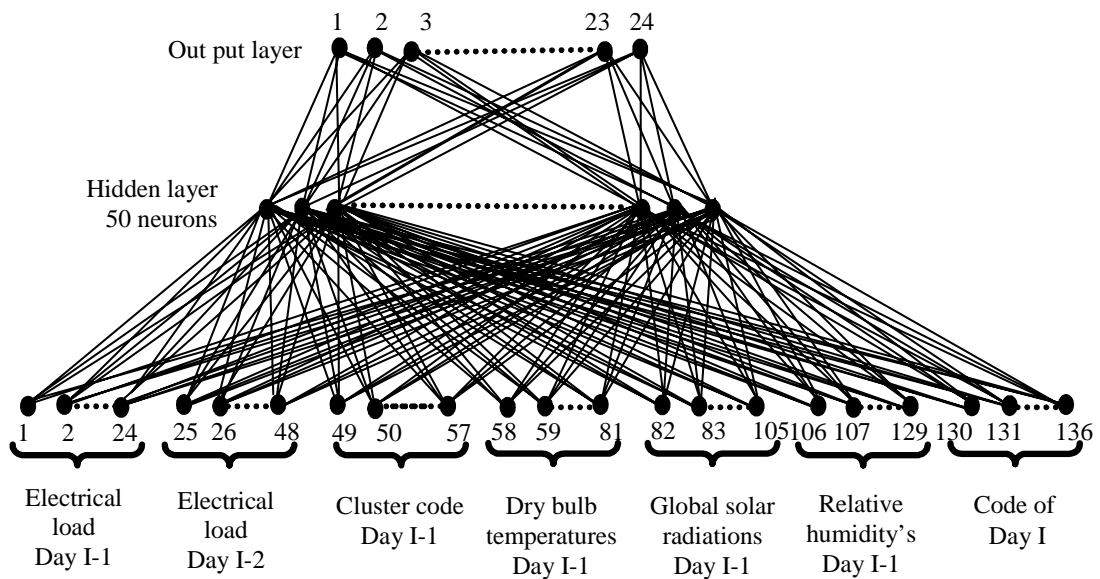 1 2 3 23 24
Out put layer
Hidden layer
50 neurons
1 2 24 25 26 48 49 50 57 58 59 81 82 83 105 106 107 129 130 131 136
Electrical
load
Day I-1
Electrical
load
Day I-2
Cluster code
Day I-1
Dry bulb
temperatures
Day I-1
Global solar
radiations
Day I-1
Relative
humidity's
Day I-1
Code of
Day I